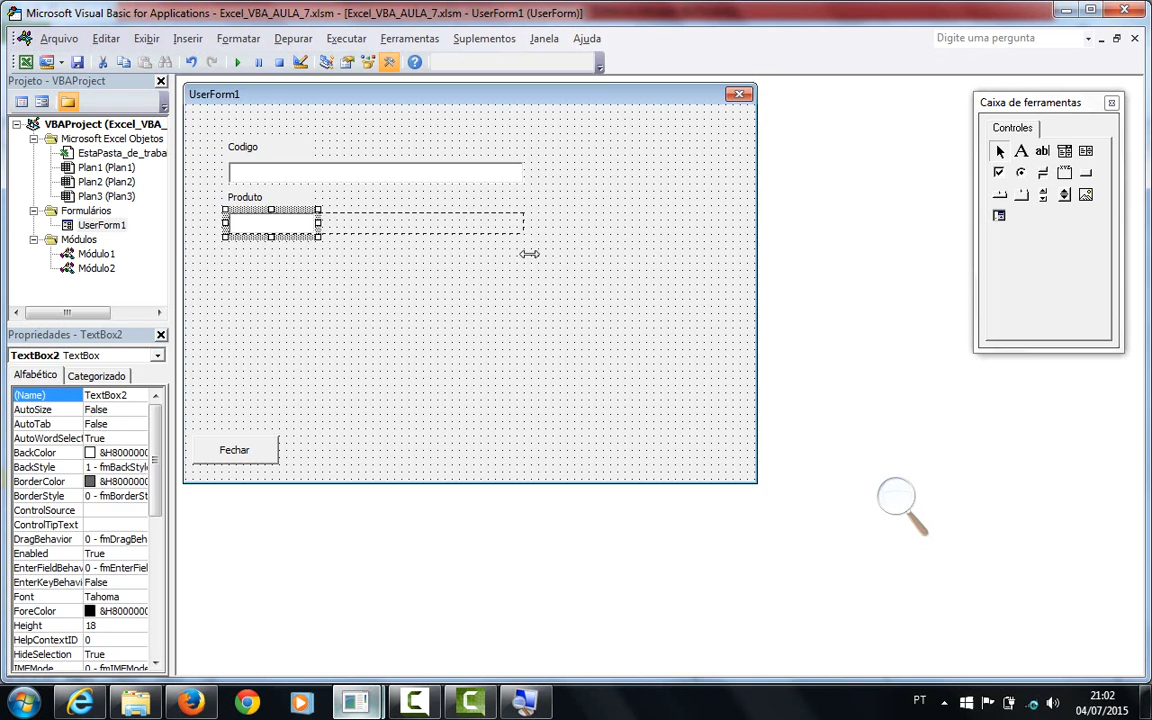 Microsoft Visual Basic for Applications - Excel_VBA_AULA_7.xlsm - [Excel_VBA_AULA_7.xlsm - UserForm1 (UserForm)]
Arquivo Editar Exibir Inserir Formatar Depurar Executar Ferramentas Suplementos Janela Ajuda
Digite uma pergunta
Projeto - VBAProject
VBAProject (Excel_VBA_
Microsoft Excel Objetos
EstaPasta_de_traba
Plan1 (Plan1)
Plan2 (Plan2)
Plan3 (Plan3)
Formulários
UserForm1
Módulos
Módulo1
Módulo2
Propriedades - TextBox2
TextBox2 TextBox
Alfabético Categorizado
(Name) TextBox2
AutoSize False
AutoTab False
AutoWordSelect True
BackColor &H8000000
BackStyle 1 - fmBackStyl
BorderColor &H8000000
BorderStyle 0 - fmBorderSt
ControlSource
ControlTipText
DragBehavior 0 - fmDragBeh
Enabled True
EnterFieldBehav 0 - fmEnterFiel
EnterKeyBehavi False
Font Tahoma
ForeColor &H8000000
Height 18
HelpContextID 0
HideSelection True
IMEMode 0 - fmIMEMode
UserForm1
Codigo
Produto
Fechar
Caixa de ferramentas
Controles
A
ab|
PT
21:02
04/07/2015